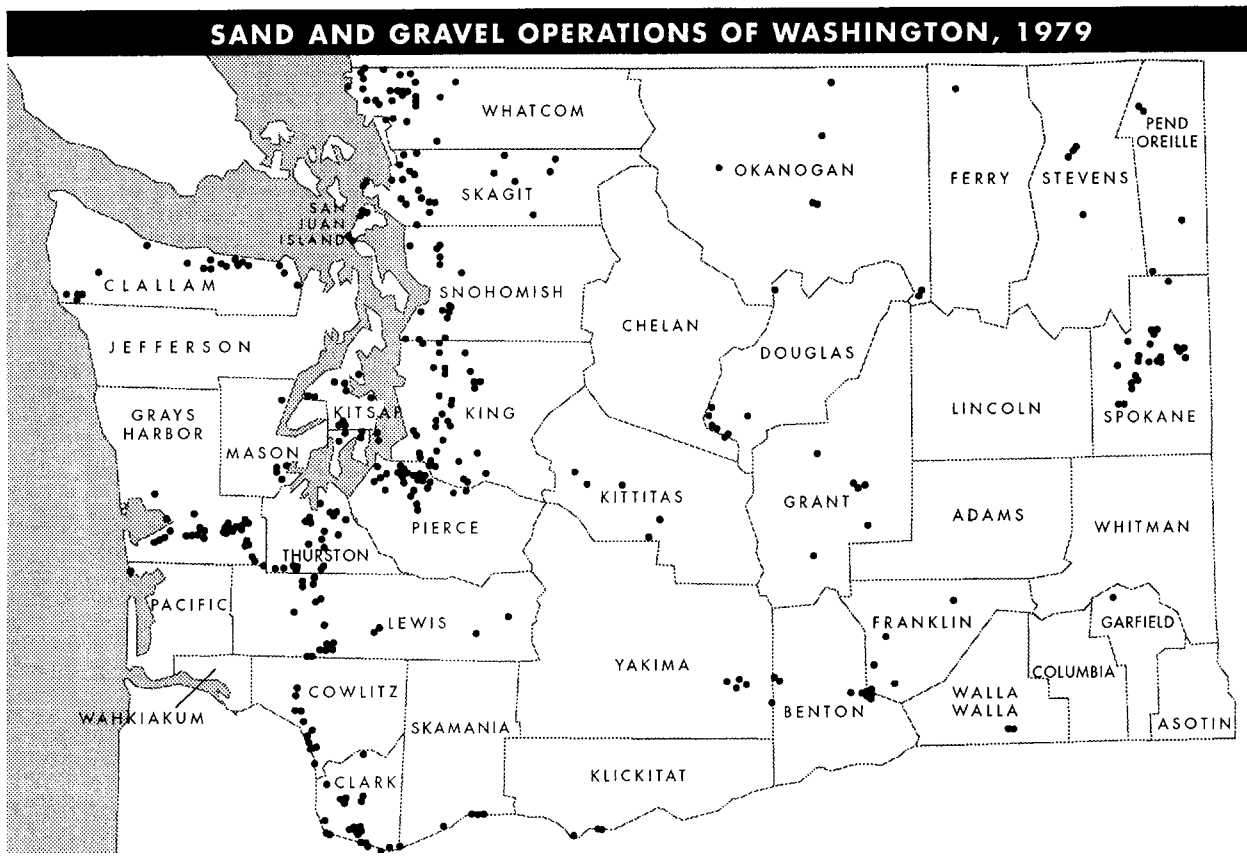 SAND AND GRAVEL OPERATIONS OF WASHINGTON, 1979
WHATCOM
PEND
OREILLE
OKANOGAN
FERRY
STEVENS
SKAGIT
SAN
JUAN
ISLAND
CLALLAM
SNOHOMISH
CHELAN
JEFFERSON
DOUGLAS
GRAYS
HARBOR
KITSAP
KING
LINCOLN
SPOKANE
MASON
KITTITAS
GRANT
ADAMS
WHITMAN
PIERCE
THURSTON
PACIFIC
LEWIS
FRANKLIN
GARFIELD
YAKIMA
COLUMBIA
COWLITZ
WALLA
WALLA
WAHKIAKUM
SKAMANIA
BENTON
ASOTIN
CLARK
KLICKITAT